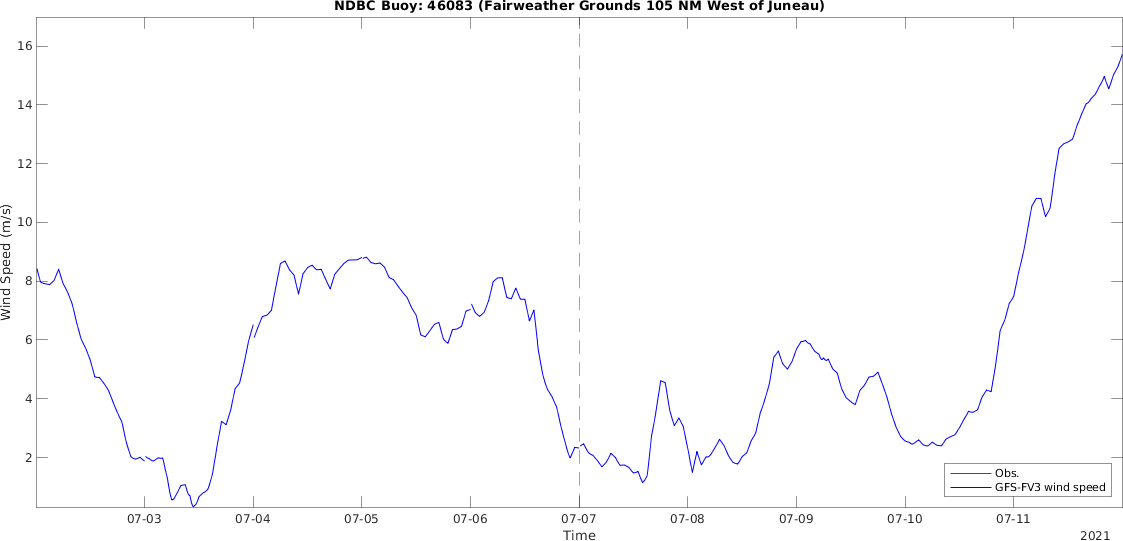 NDBC Buoy: 46083 (Fairweather Grounds 105 NM West of Juneau)
Wind Speed (m/s)
16
14
12
10
8
6
4
2
Obs.
GFS-FV3 wind speed
07-03 07-04 07-05 07-06 07-07 07-08 07-09 07-10 07-11
Time
2021